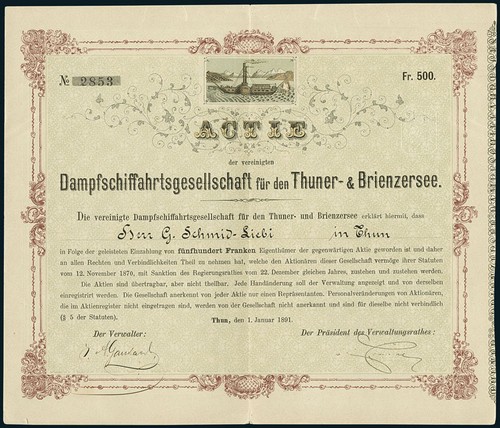 № 2853
Fr. 500.
ACTIE
der vereinigten
Dampfschiffahrtsgesellschaft für den Thuner- & Brienzersee.
Die vereinigte Dampfschiffahrtsgesellschaft für den Thuner- und Brienzersee erklärt hiermit, dass
Herr G. Schmid-Liebi in Thun
in Folge der geleisteten Einzahlung von fünfhundert Franken Eigenthümer der gegenwärtigen Actie geworden ist und daher
an allen Rechten und Verbindlichkeiten Theil zu nehmen hat, welche den Aktionären dieser Gesellschaft vermöge ihrer Statuten
vom 12. November 1870, mit Sanktion des Regierungsrathes vom 22. Dezember gleichen Jahres, zustehen und zustehen werden.
Die Aktien sind übertragbar, aber nicht theilbar. Jede Handänderung soll der Verwaltung angezeigt und von derselben
einregistrirt werden. Die Gesellschaft anerkennt von jeder Aktie nur einen Repräsentanten. Personalveränderungen von Aktionären,
die im Aktienregister nicht eingetragen sind, werden von der Gesellschaft nicht anerkannt und sind für dieselbe nicht verbindlich
(§ 5 der Statuten).
Thun, den 1. Januar 1891.
Der Verwalter:
Der Präsident des Verwaltungsrathes: